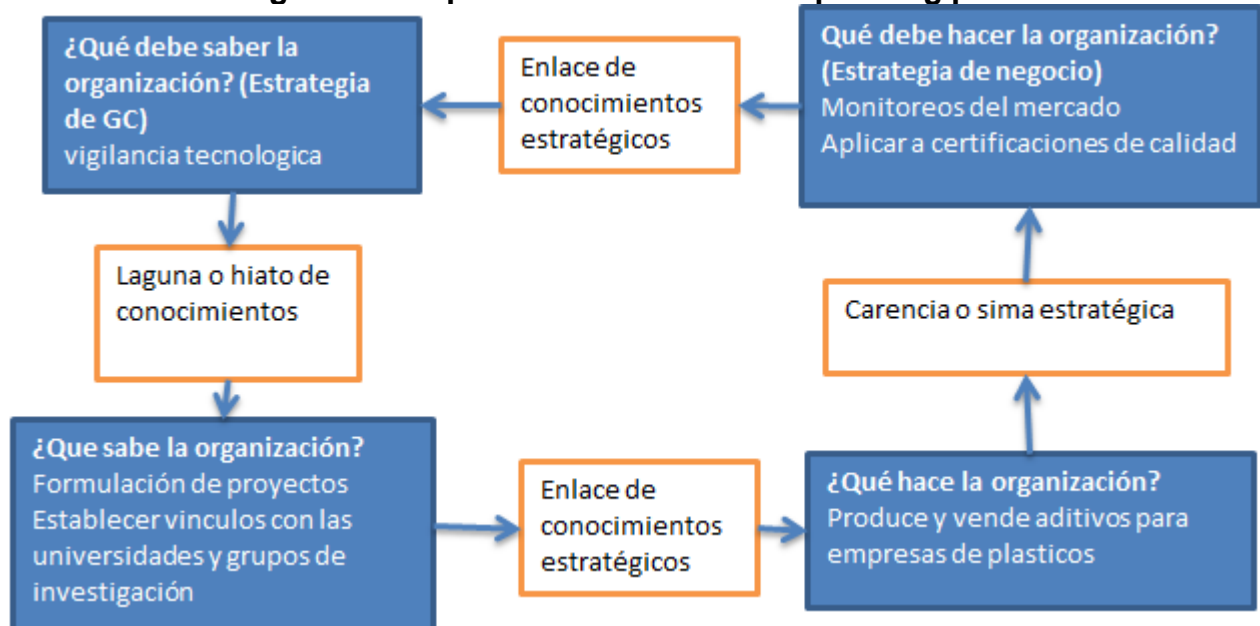 ¿Qué debe saber la
organización? (Estrategia
de GC)
vigilancia tecnologica
Enlace de
conocimientos
estratégicos
Qué debe hacer la organización?
(Estrategia de negocio)
Monitoreos del mercado
Aplicar a certificaciones de calidad
Laguna o hiato de
conocimientos
Carencia o sima estratégica
¿Que sabe la organización?
Formulación de proyectos
Establecer vinculos con las
universidades y grupos de
investigación
Enlace de
conocimientos
estratégicos
¿Qué hace la organización?
Produce y vende aditivos para
empresas de plasticos